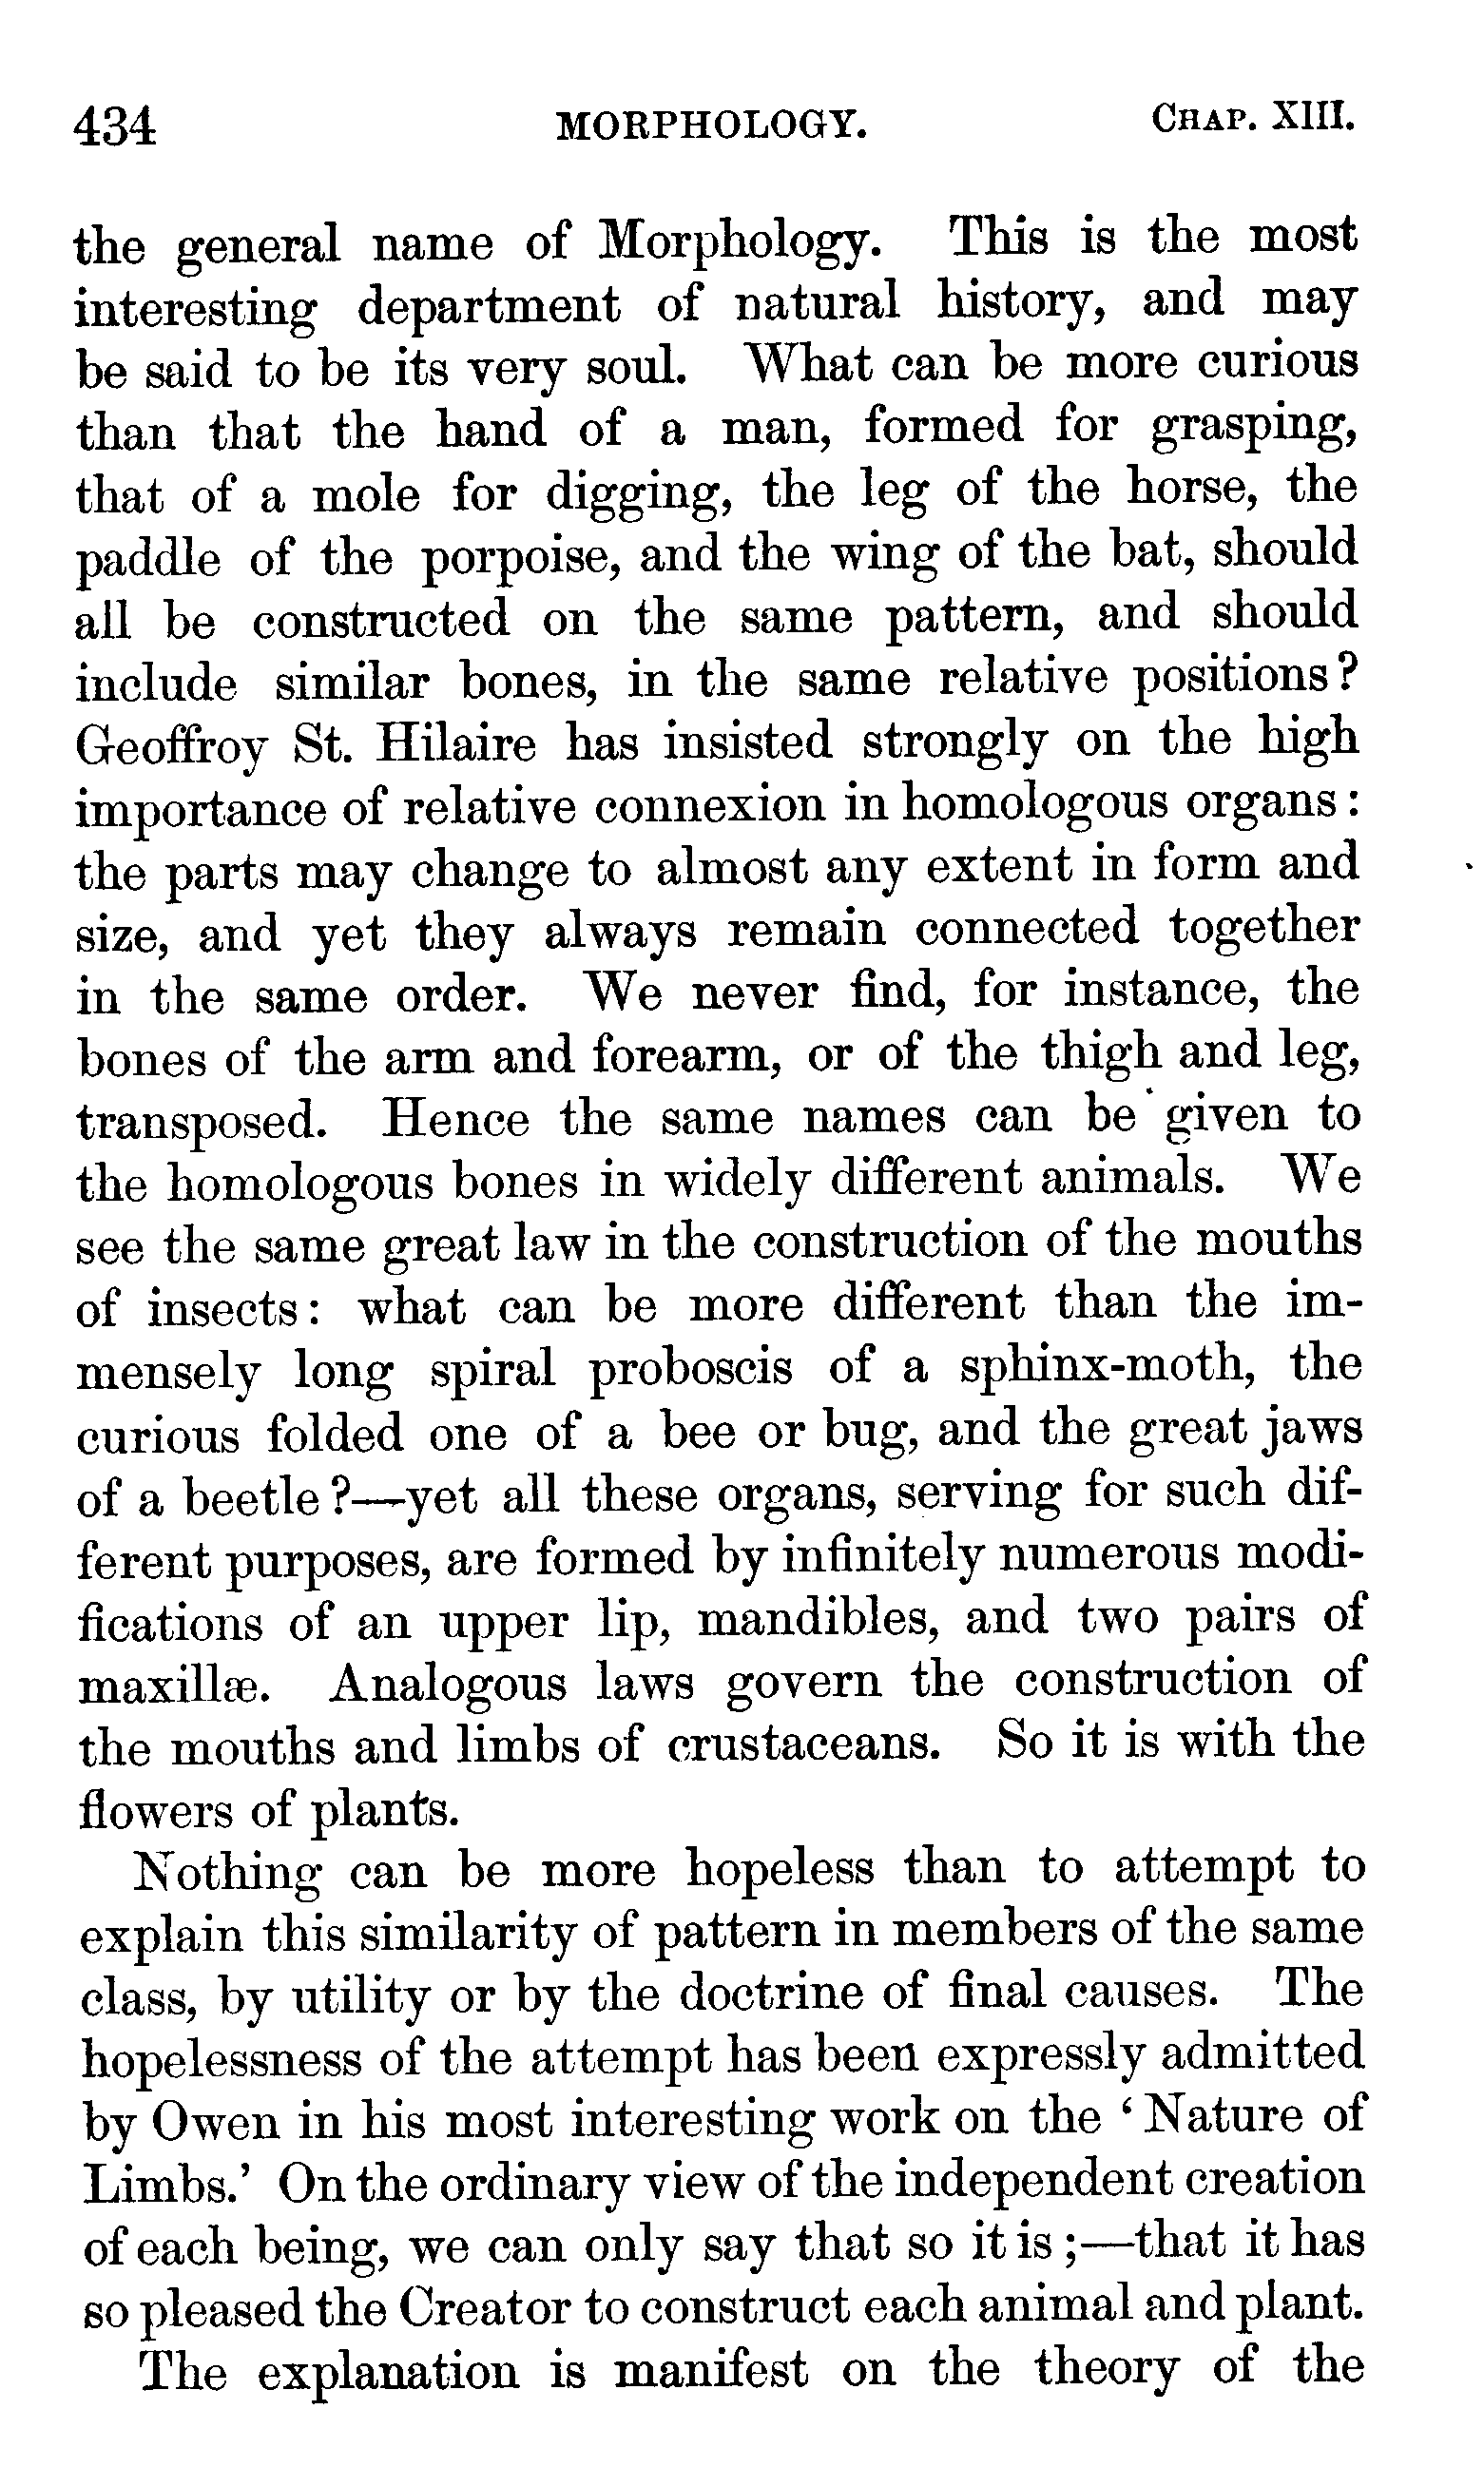 434 MORPHOLOGY. CHAP. XIII.
the general name of Morphology. This is the most
interesting department of natural history, and may
be said to be its very soul. What can be more curious
than that the hand of a man, formed for grasping,
that of a mole for digging, the leg of the horse, the
paddle of the porpoise, and the wing of the bat, should
all be constructed on the same pattern, and should
include similar bones, in the same relative positions?
Geoffroy St. Hilaire has insisted strongly on the high
importance of relative connexion in homologous organs:
the parts may change to almost any extent in form and
size, and yet they always remain connected together
in the same order. We never find, for instance, the
bones of the arm and forearm, or of the thigh and leg,
transposed. Hence the same names can be given to
the homologous bones in widely different animals. We
see the same great law in the construction of the mouths
of insects: what can be more different than the im-
mensely long spiral proboscis of a sphinx-moth, the
curious folded one of a bee or bug, and the great jaws
of a beetle?—yet all these organs, serving for such dif-
ferent purposes, are formed by infinitely numerous modi-
fications of an upper lip, mandibles, and two pairs of
maxillæ. Analogous laws govern the construction of
the mouths and limbs of crustaceans. So it is with the
flowers of plants.
Nothing can be more hopeless than to attempt to
explain this similarity of pattern in members of the same
class, by utility or by the doctrine of final causes. The
hopelessness of the attempt has been expressly admitted
by Owen in his most interesting work on the ‘Nature of
Limbs.’ On the ordinary view of the independent creation
of each being, we can only say that so it is;—that it has
so pleased the Creator to construct each animal and plant.
The explanation is manifest on the theory of the